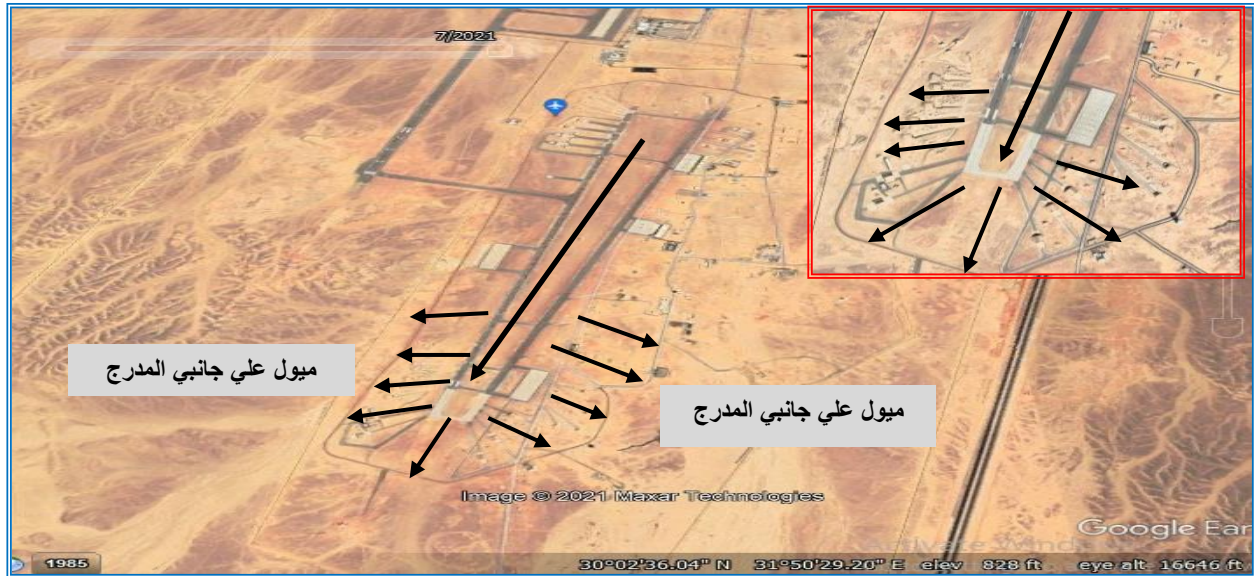 7/2021
ميول علي جانبي المدرج
ميول علي جانبي المدرج
Image © 2021 Maxar Technologies
Google Ear
1985
30°02'36.04" N 31°50'29.20" E elev 828 ft eye alt 16646 ft